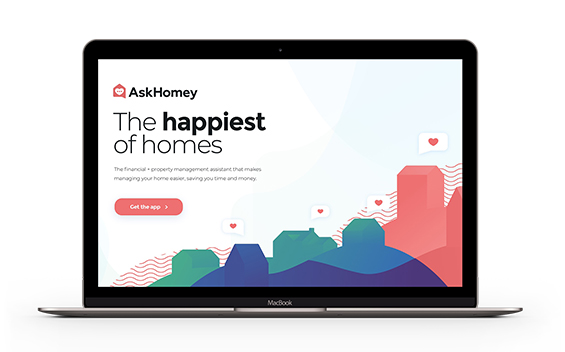 AskHomey
The happiest
of homes
The financial + property management assistant that makes
managing your home easier, saving you time and money.
Get the app >
MacBook